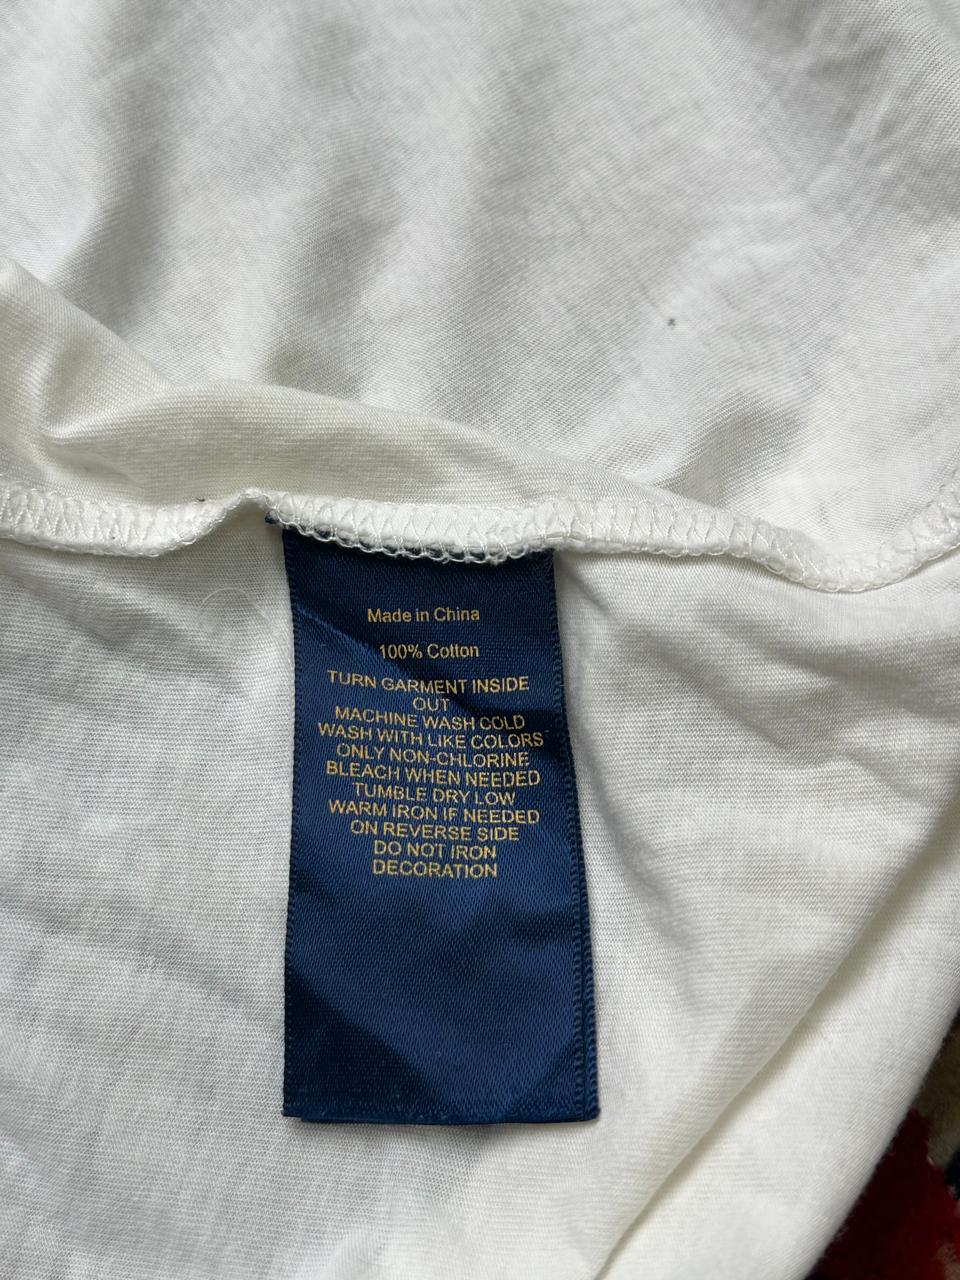 Made in China
100% Cotton
TURN GARMENT INSIDE
OUT
MACHINE WASH COLD
WASH WITH LIKE COLORS
ONLY NON-CHLORINE
BLEACH WHEN NEEDED
TUMBLE DRY LOW
WARM IRON IF NEEDED
ON REVERSE SIDE
DO NOT IRON
DECORATION